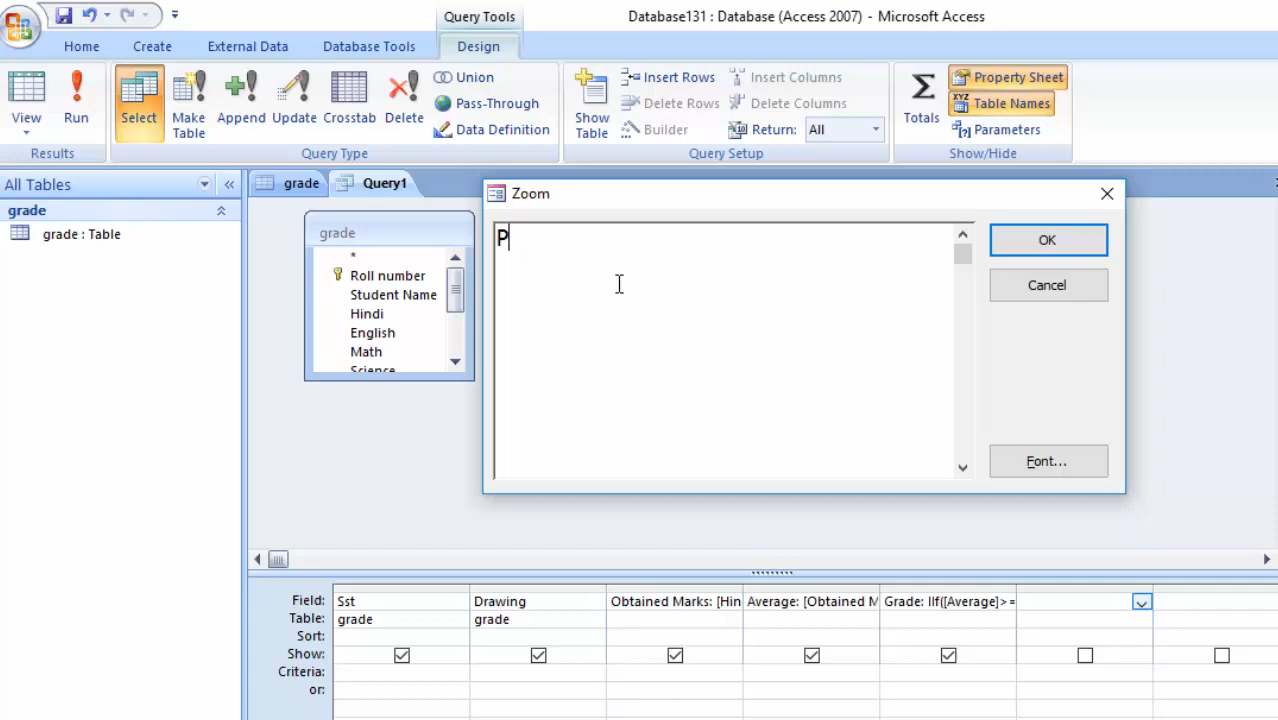 Query Tools
Database131 : Database (Access 2007) - Microsoft Access
Home Create External Data Database Tools Design
View
Run
Select
Make Table
Append
Update
Crosstab
Delete
Union
Pass-Through
Data Definition
Show Table
Insert Rows
Delete Rows
Builder
Insert Columns
Delete Columns
Return: All
Σ
Totals
Property Sheet
XYZ Table Names
Parameters
Results Query Type Query Setup Show/Hide
All Tables
grade
grade : Table
grade Query1
grade
*
Roll number
Student Name
Hindi
English
Math
Science
Zoom
P
OK
Cancel
Font...
Field: Sst Drawing Obtained Marks: [Hin Average: [Obtained M Grade: IIf([Average]>=
Table: grade grade
Sort:
Show:
Criteria:
or: